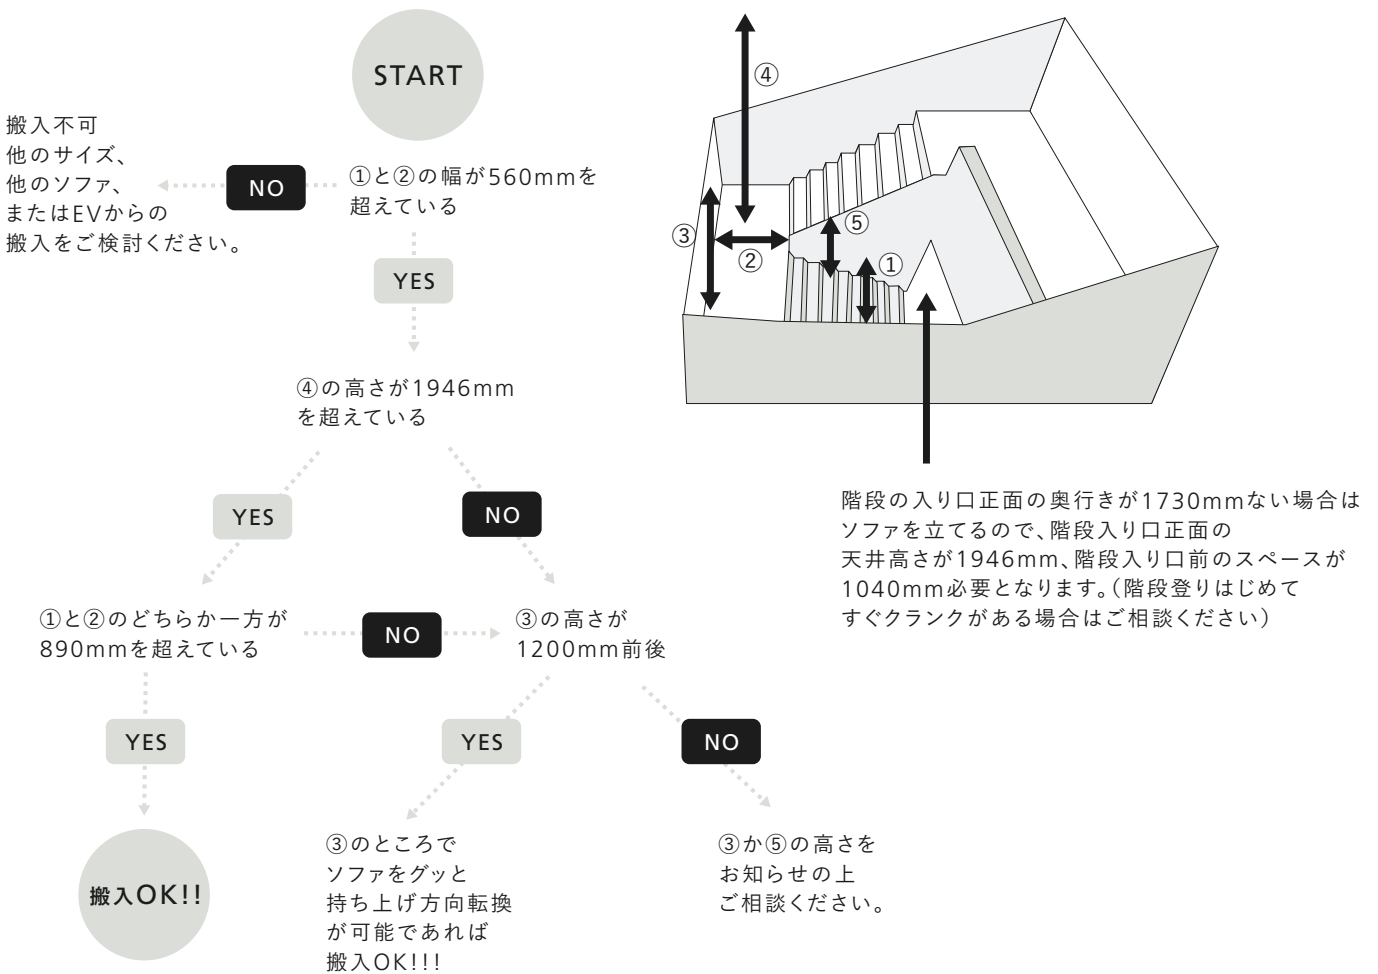 START
搬入不可
他のサイズ、
他のソファ、
またはEVからの
搬入をご検討ください。
NO
①と②の幅が560mmを
超えている
YES
④の高さが1946mm
を超えている
YES
NO
①と②のどちらか一方が
890mmを超えている
NO
③の高さが
1200mm前後
YES
YES
NO
搬入OK!!
③のところで
ソファをグッと
持ち上げ方向転換
が可能であれば
搬入OK!!!
③か⑤の高さを
お知らせの上
ご相談ください。
④
③
②
⑤
①
階段の入り口正面の奥行きが1730mmない場合は
ソファを立てるので、階段入り口正面の
天井高さが1946mm、階段入り口前のスペースが
1040mm必要となります。（階段登りはじめて
すぐクランクがある場合はご相談ください）